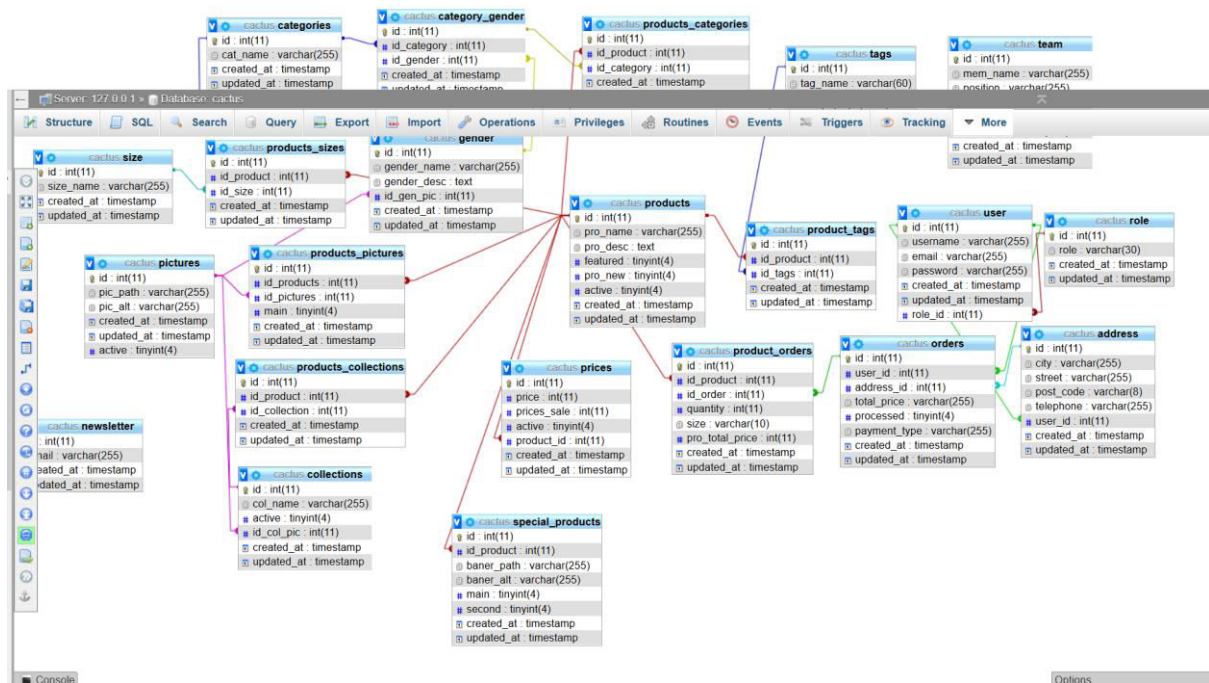 cactus categories
id : int(11)
cat_name : varchar(255)
created_at : timestamp
updated_at : timestamp
cactus category_gender
id : int(11)
id_category : int(11)
id_gender : int(11)
created_at : timestamp
updated_at : timestamp
cactus products_categories
id : int(11)
id_product : int(11)
id_category : int(11)
created_at : timestamp
cactus tags
id : int(11)
tag_name : varchar(60)
cactus team
id : int(11)
mem_name : varchar(255)
position : varchar(255)
Server: 127.0.0.1 » Database: cactus
Structure SQL Search Query Export Import Operations Privileges Routines Events Triggers Tracking More
created_at : timestamp
updated_at : timestamp
cactus size
id : int(11)
size_name : varchar(255)
created_at : timestamp
updated_at : timestamp
cactus products_sizes
id : int(11)
id_product : int(11)
id_size : int(11)
created_at : timestamp
updated_at : timestamp
cactus gender
id : int(11)
gender_name : varchar(255)
gender_desc : text
id_gen_pic : int(11)
created_at : timestamp
updated_at : timestamp
cactus products
id : int(11)
pro_name : varchar(255)
pro_desc : text
featured : tinyint(4)
pro_new : tinyint(4)
active : tinyint(4)
created_at : timestamp
updated_at : timestamp
cactus product_tags
id : int(11)
id_product : int(11)
id_tags : int(11)
created_at : timestamp
updated_at : timestamp
cactus user
id : int(11)
username : varchar(255)
email : varchar(255)
password : varchar(255)
created_at : timestamp
updated_at : timestamp
role_id : int(11)
cactus role
id : int(11)
role : varchar(30)
created_at : timestamp
updated_at : timestamp
cactus pictures
id : int(11)
pic_path : varchar(255)
pic_alt : varchar(255)
created_at : timestamp
updated_at : timestamp
active : tinyint(4)
cactus products_pictures
id : int(11)
id_products : int(11)
id_pictures : int(11)
main : tinyint(4)
created_at : timestamp
updated_at : timestamp
cactus products_collections
id : int(11)
id_product : int(11)
id_collection : int(11)
created_at : timestamp
updated_at : timestamp
cactus prices
id : int(11)
price : int(11)
prices_sale : int(11)
active : tinyint(4)
product_id : int(11)
created_at : timestamp
updated_at : timestamp
cactus product_orders
id : int(11)
id_product : int(11)
id_order : int(11)
quantity : int(11)
size : varchar(10)
pro_total_price : int(11)
created_at : timestamp
updated_at : timestamp
cactus orders
id : int(11)
user_id : int(11)
address_id : int(11)
total_price : varchar(255)
processed : tinyint(4)
payment_type : varchar(255)
created_at : timestamp
updated_at : timestamp
cactus address
id : int(11)
city : varchar(255)
street : varchar(255)
post_code : varchar(8)
telephone : varchar(255)
user_id : int(11)
created_at : timestamp
updated_at : timestamp
cactus newsletter
: int(11)
: varchar(255)
: timestamp
: timestamp
cactus collections
id : int(11)
col_name : varchar(255)
active : tinyint(4)
id_col_pic : int(11)
created_at : timestamp
updated_at : timestamp
cactus special_products
id : int(11)
id_product : int(11)
baner_path : varchar(255)
baner_alt : varchar(255)
main : tinyint(4)
second : tinyint(4)
created_at : timestamp
updated_at : timestamp
Console
Options